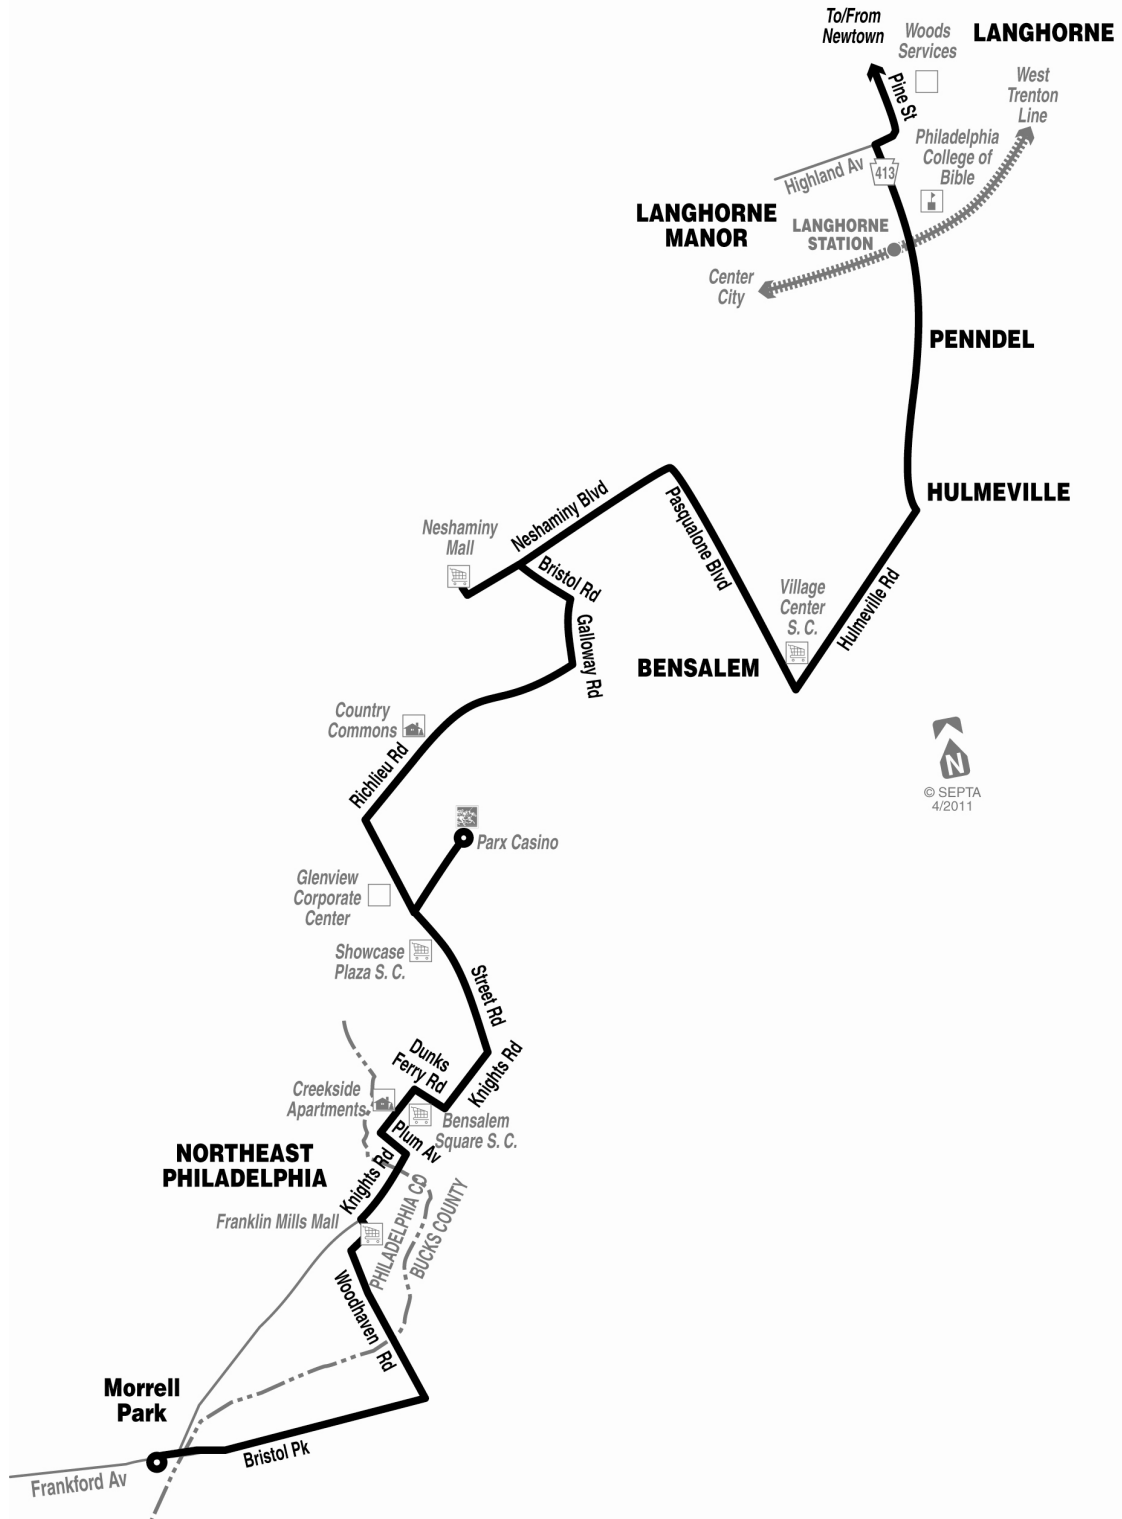 To/From
Newtown
Woods
Services
LANGHORNE
West
Trenton
Line
Pine St
Philadelphia
College of
Bible
Highland Av
413
LANGHORNE
MANOR
LANGHORNE
STATION
Center
City
PENNDEL
HULMEVILLE
Neshaminy
Mall
Neshaminy Blvd
Pasqualone Blvd
Bristol Rd
Galloway Rd
Village
Center
S. C.
Hulmeville Rd
BENSALEM
Country
Commons
Richlieu Rd
N
© SEPTA
4/2011
Parx Casino
Glenview
Corporate
Center
Showcase
Plaza S. C.
Street Rd
Dunks
Ferry Rd
Knights Rd
Creekside
Apartments
Bensalem
Square S. C.
Plum Av
NORTHEAST
PHILADELPHIA
Knights Rd
Franklin Mills Mall
PHILADELPHIA CO
BUCKS COUNTY
Woodhaven Rd
Morrell
Park
Bristol Pk
Frankford Av